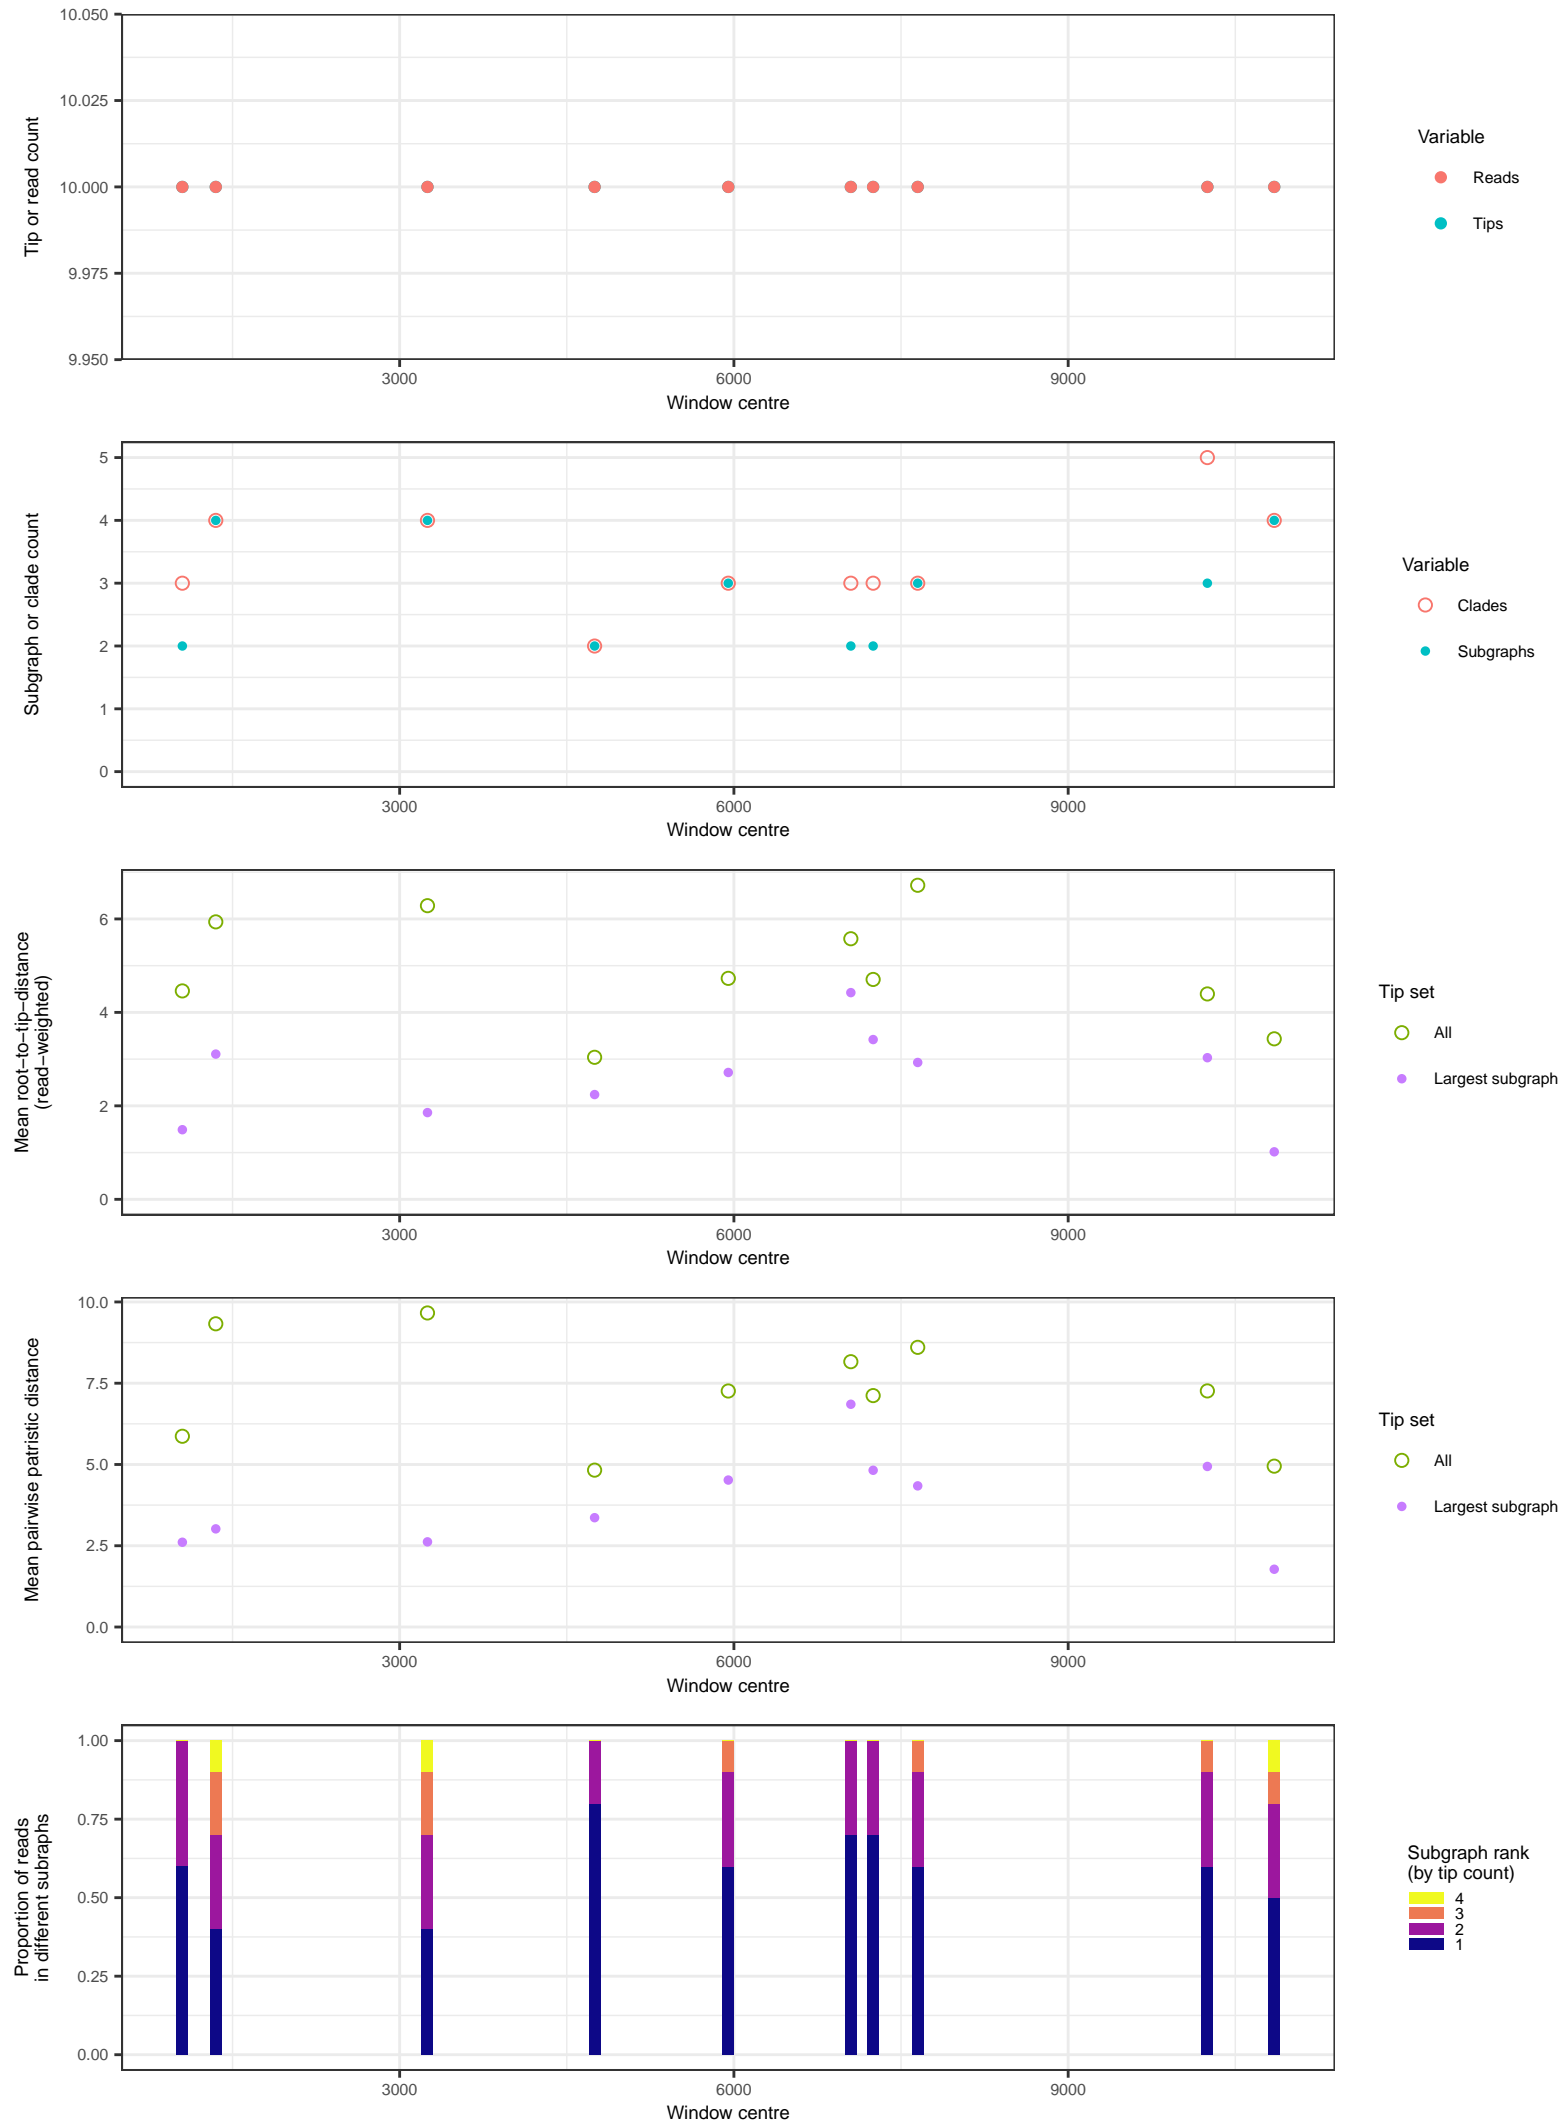 10.050
10.025
10.000
9.975
9.950
Tip or read count
3000
6000
9000
Window centre
Variable
Reads
Tips
5
4
3
2
1
0
Subgraph or clade count
3000
6000
9000
Window centre
Variable
Clades
Subgraphs
6
4
2
0
Mean root−to−tip−distance
(read−weighted)
3000
6000
9000
Window centre
Tip set
All
Largest subgraph
10.0
7.5
5.0
2.5
0.0
Mean pairwise patristic distance
3000
6000
9000
Window centre
Tip set
All
Largest subgraph
1.00
0.75
0.50
0.25
0.00
Proportion of reads
in different subraphs
3000
6000
9000
Window centre
Subgraph rank
(by tip count)
4
3
2
1